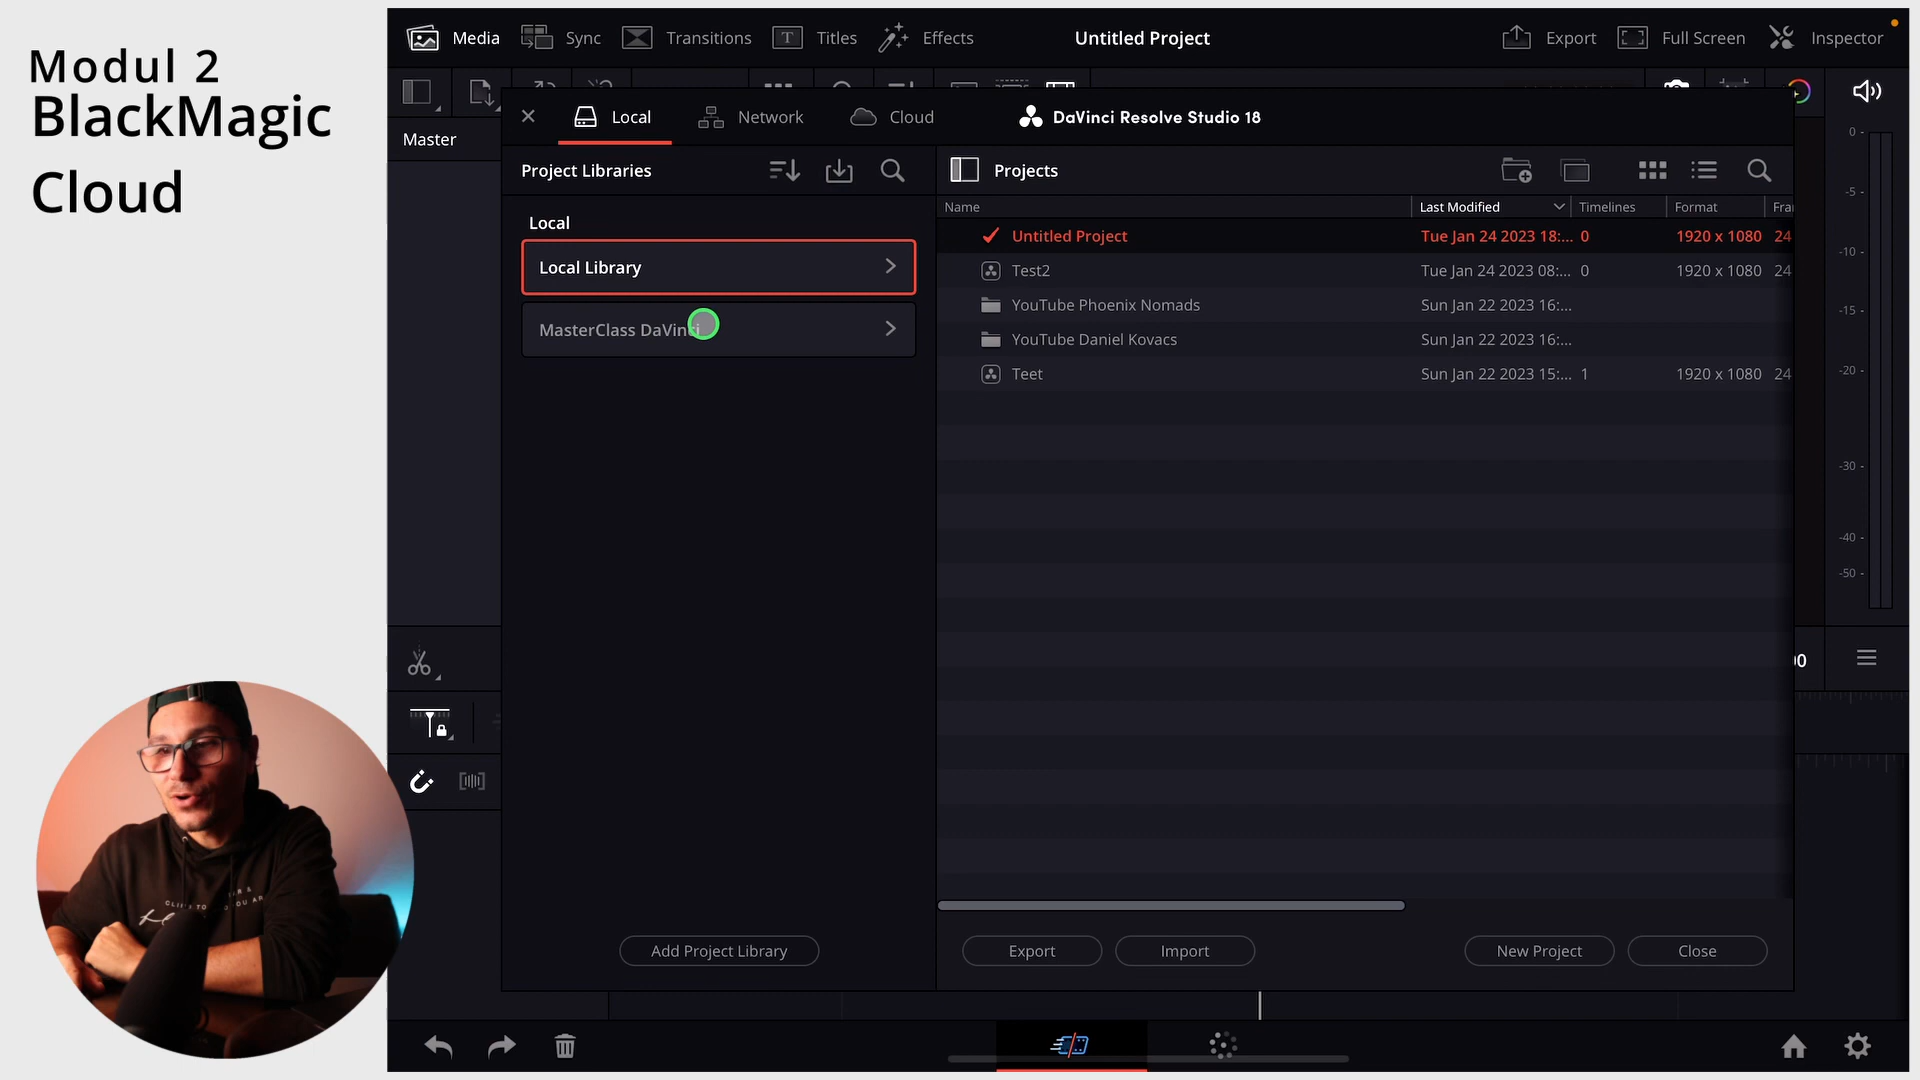 Modul 2
BlackMagic
Cloud
Media
Sync
Transitions
Titles
Effects
Untitled Project
Export
Full Screen
Inspector
Master
Local
Network
Cloud
DaVinci Resolve Studio 18
Project Libraries
Projects
Name
Last Modified
Timelines
Format
Fra
Local
Local Library
MasterClass DaVinci
Untitled Project
Tue Jan 24 2023 18:... 0
1920 x 1080 24
Test2
Tue Jan 24 2023 08:... 0
1920 x 1080 24
YouTube Phoenix Nomads
Sun Jan 22 2023 16:...
YouTube Daniel Kovacs
Sun Jan 22 2023 16:...
Teet
Sun Jan 22 2023 15:... 1
1920 x 1080 24
0
-5
-10
-20
-30
-40
-50
Add Project Library
Export
Import
New Project
Close